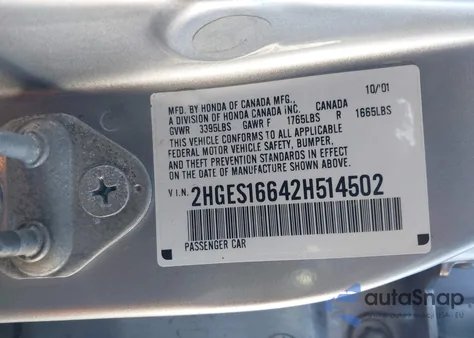 MFD. BY HONDA OF CANADA MFG., 10/01
A DIVISION OF HONDA CANADA INC. CANADA
GVWR 3395LBS GAWR F 1765LBS R 1665LBS
THIS VEHICLE CONFORMS TO ALL APPLICABLE
FEDERAL MOTOR VEHICLE SAFETY, BUMPER,
AND THEFT PREVENTION STANDARDS IN EFFECT
ON THE DATE OF MANUFACTURE SHOWN ABOVE.
V I.N. 2HGES16642H514502
PASSENGER CAR
autoSnap